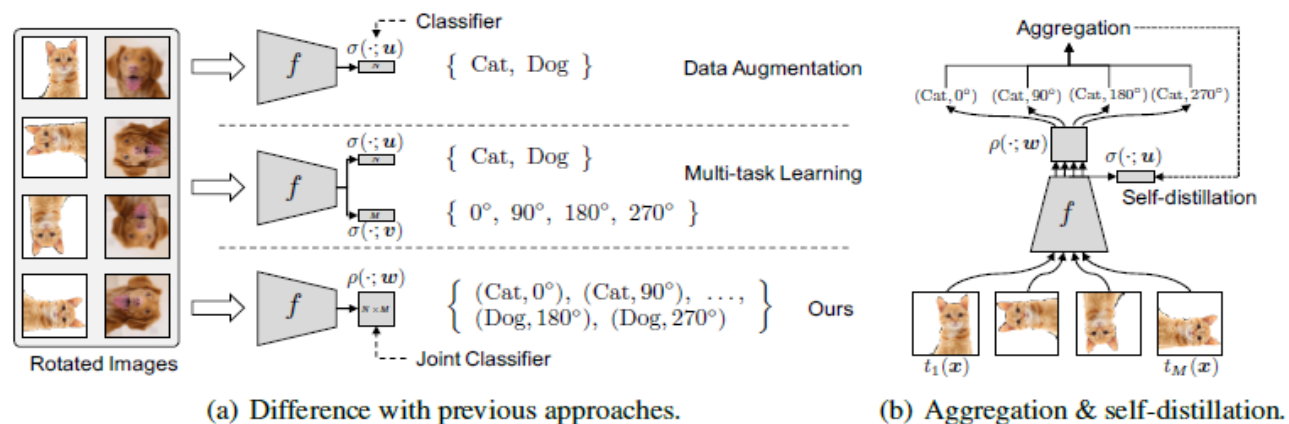 Classifier
σ(·; u)
f
N
{ Cat, Dog }
Data Augmentation
σ(·; u)
f
N
{ Cat, Dog }
Multi-task Learning
M
{ 0°, 90°, 180°, 270° }
σ(·; v)
ρ(·; w)
f
N × M
{ (Cat, 0°), (Cat, 90°), ...,
(Dog, 180°), (Dog, 270°) }
Ours
Joint Classifier
Rotated Images
(a) Difference with previous approaches.
Aggregation
(Cat, 0°) (Cat, 90°) (Cat, 180°) (Cat, 270°)
ρ(·; w)
σ(·; u)
Self-distillation
f
t₁(x) t_M(x)
(b) Aggregation & self-distillation.